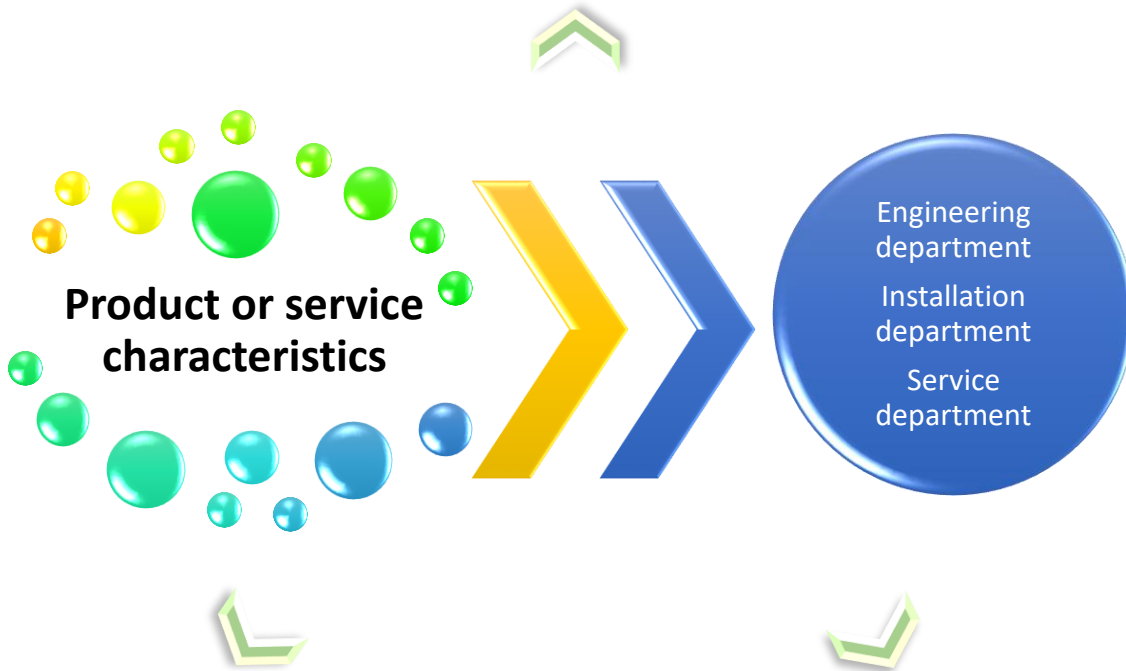 Product or service
characteristics
Engineering
department
Installation
department
Service
department